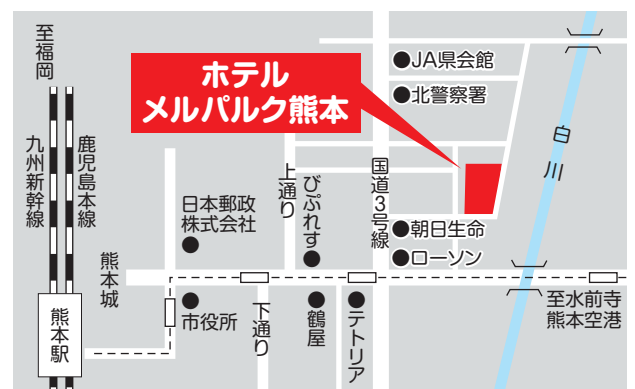 至福岡
ホテル
メルパルク熊本
●JA県会館
●北警察署
九州新幹線
鹿児島本線
白川
上通り
びぷれす
国道3号線
日本郵政
株式会社
●朝日生命
●ローソン
熊本城
熊本駅
●市役所
下通り
鶴屋
テトリア
至水前寺
熊本空港